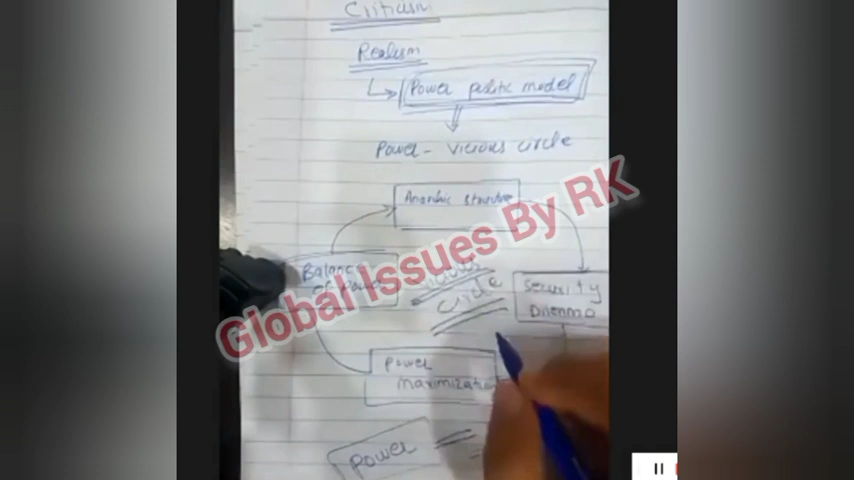 Criticism
Realism
Power politic model
Power - Vicious circle
Anarchic structure
Balance of Power
Security Dilemma
Vicious circle
Power maximization
Power
Global Issues By RK